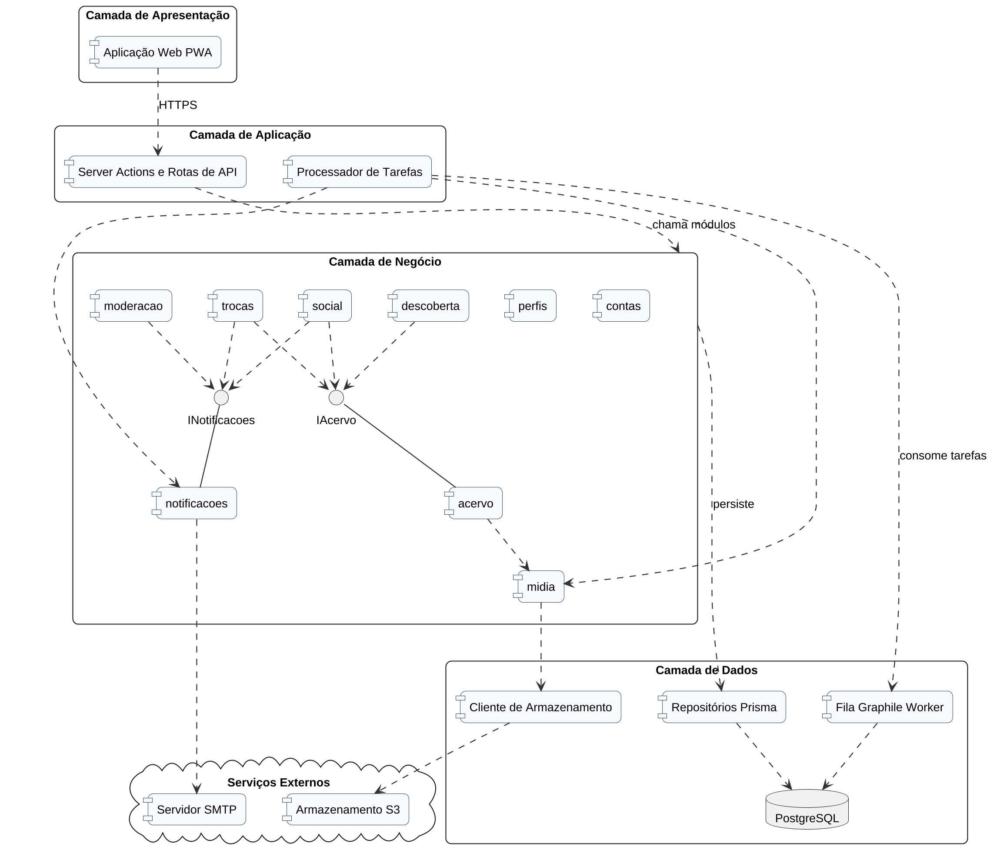 Camada de Apresentação
Aplicação Web PWA
HTTPS
Camada de Aplicação
Server Actions e Rotas de API
Processador de Tarefas
chama módulos
Camada de Negócio
moderacao
trocas
social
descoberta
perfis
contas
INotificacoes
IAcervo
consome tarefas
notificacoes
acervo
persiste
midia
Camada de Dados
Cliente de Armazenamento
Repositórios Prisma
Fila Graphile Worker
Serviços Externos
Servidor SMTP
Armazenamento S3
PostgreSQL